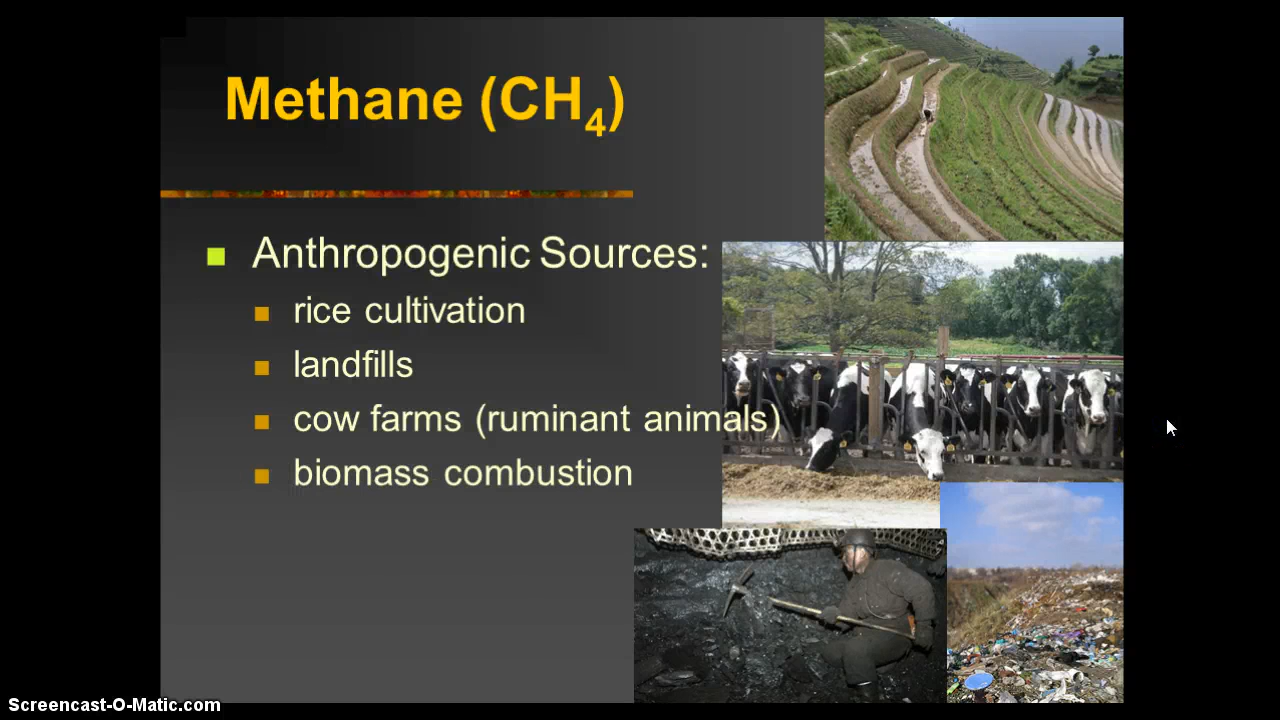 Methane (CH₄)
Anthropogenic Sources:
rice cultivation
landfills
cow farms (ruminant animals)
biomass combustion
Screencast-O-Matic.com